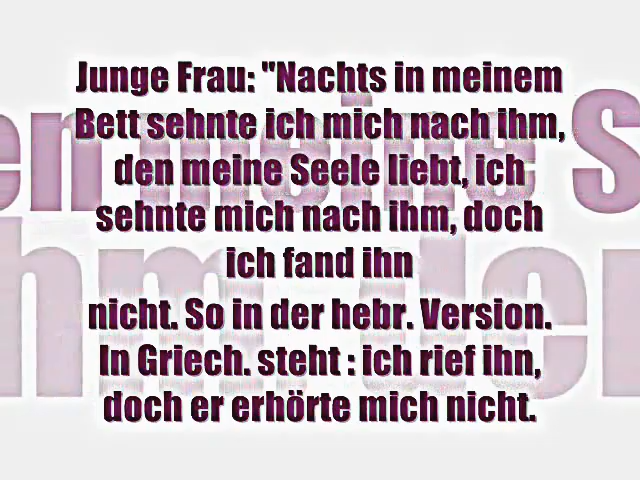 Junge Frau: "Nachts in meinem
Bett sehnte ich mich nach ihm,
den meine Seele liebt, ich
sehnte mich nach ihm, doch
ich fand ihn
nicht. So in der hebr. Version.
In Griech. steht : ich rief ihn,
doch er erhörte mich nicht.